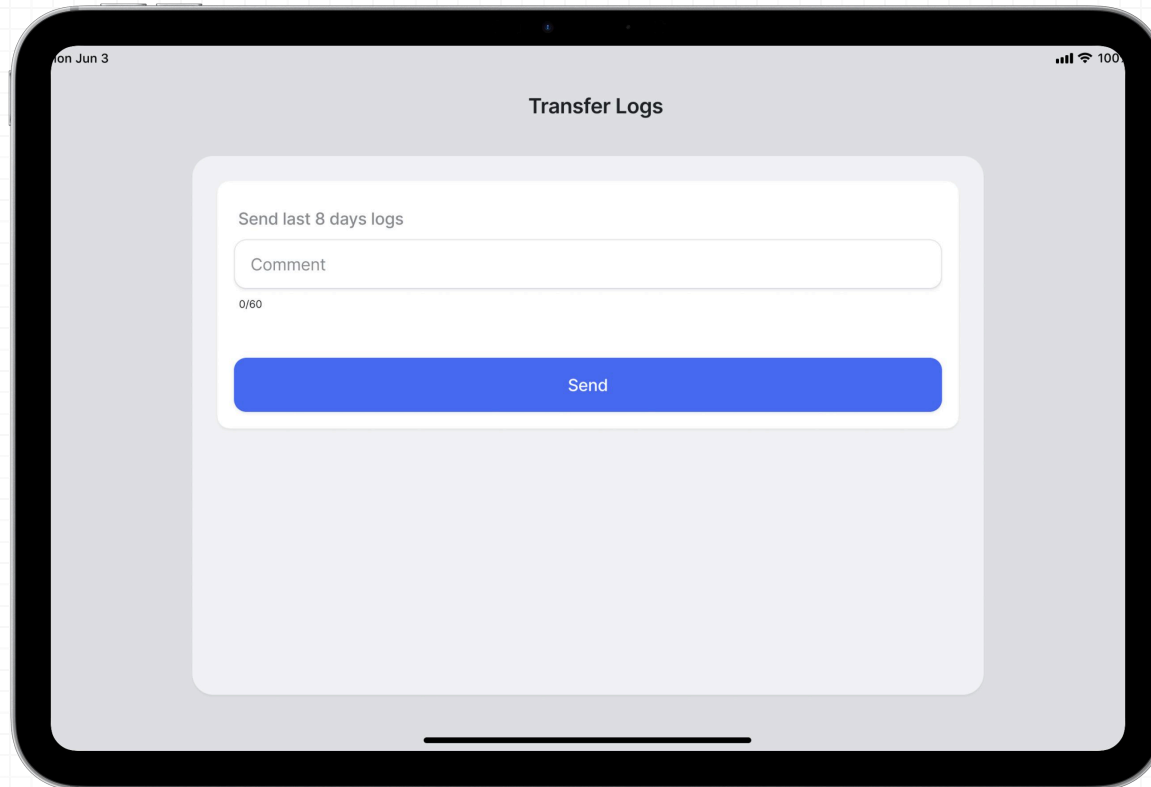 on Jun 3
100
Transfer Logs
Send last 8 days logs
Comment
0/60
Send